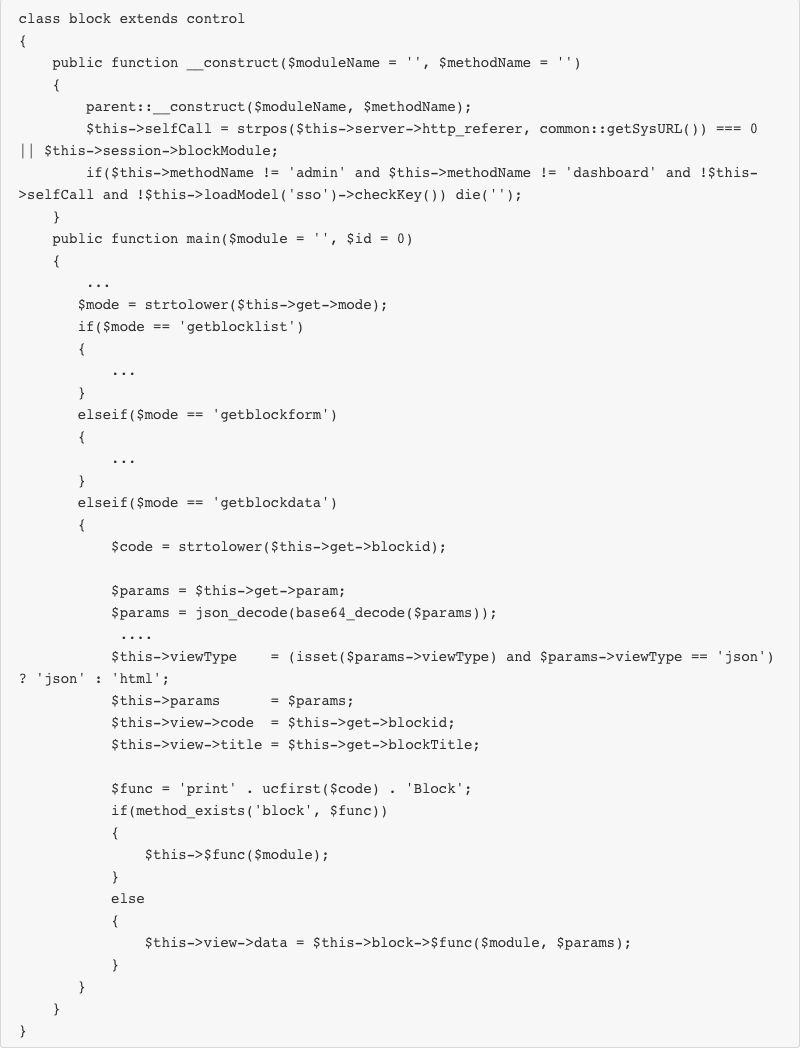 class block extends control
{
    public function __construct($moduleName = '', $methodName = '')
    {
        parent::__construct($moduleName, $methodName);
        $this->selfCall = strpos($this->server->http_referer, common::getSysURL()) === 0
|| $this->session->blockModule;
        if($this->methodName != 'admin' and $this->methodName != 'dashboard' and !$this-
>selfCall and !$this->loadModel('sso')->checkKey()) die('');
    }
    public function main($module = '', $id = 0)
    {
        ...
       $mode = strtolower($this->get->mode);
       if($mode == 'getblocklist')
       {
           ...
       }
       elseif($mode == 'getblockform')
       {
           ...
       }
       elseif($mode == 'getblockdata')
       {
           $code = strtolower($this->get->blockid);

           $params = $this->get->param;
           $params = json_decode(base64_decode($params));
            ....
           $this->viewType    = (isset($params->viewType) and $params->viewType == 'json')
? 'json' : 'html';
           $this->params      = $params;
           $this->view->code  = $this->get->blockid;
           $this->view->title = $this->get->blockTitle;

           $func = 'print' . ucfirst($code) . 'Block';
           if(method_exists('block', $func))
           {
               $this->$func($module);
           }
           else
           {
               $this->view->data = $this->block->$func($module, $params);
           }
       }
    }
}